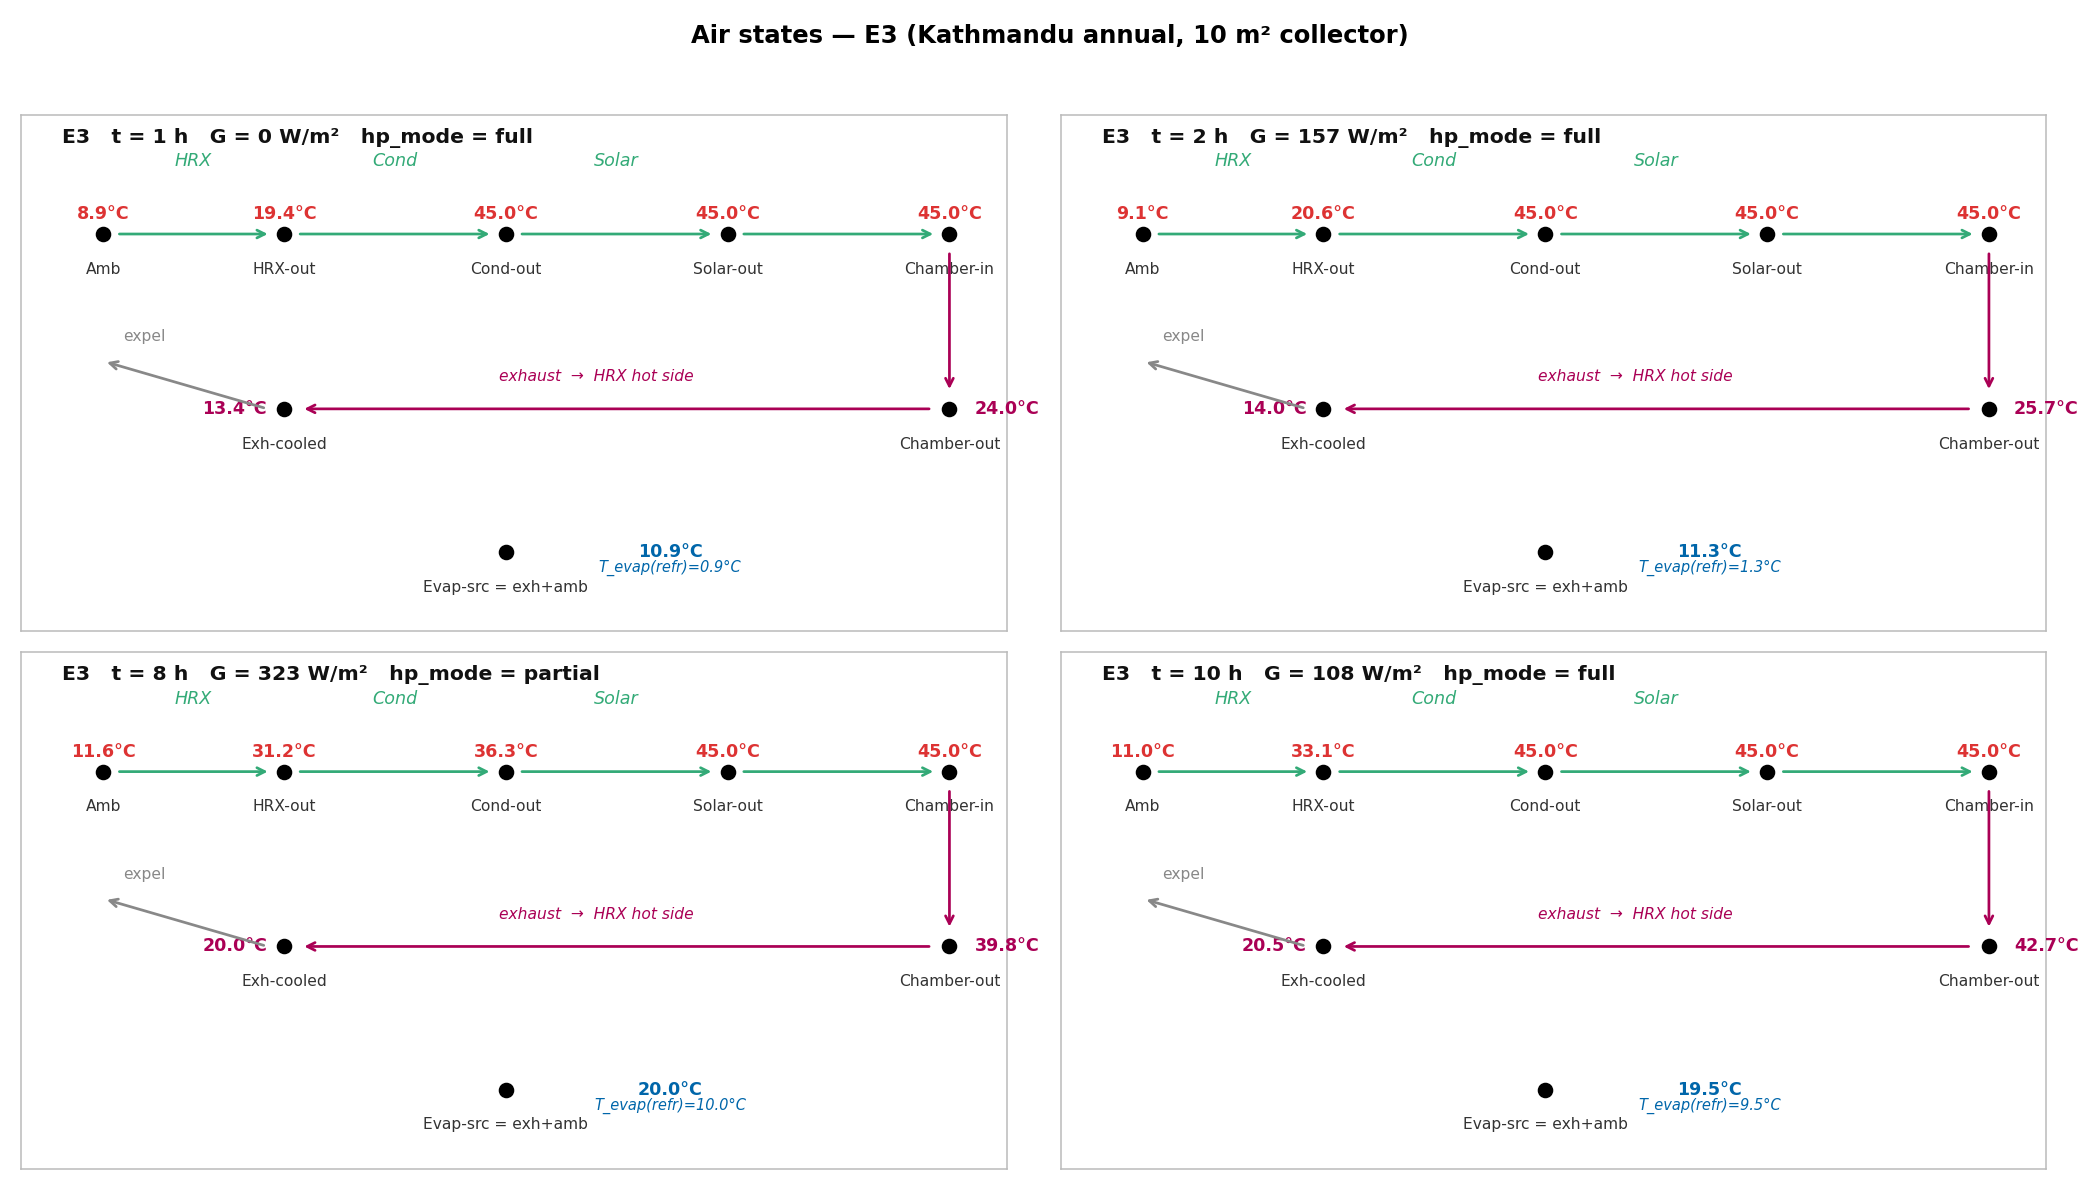 Air states — E3 (Kathmandu annual, 10 m² collector)
E3   t = 1 h   G = 0 W/m²   hp_mode = full
HRX   Cond   Solar
8.9°C   19.4°C   45.0°C   45.0°C   45.0°C
Amb   HRX-out   Cond-out   Solar-out   Chamber-in
expel
exhaust → HRX hot side
13.4°C   24.0°C
Exh-cooled   Chamber-out
10.9°C
T_evap(refr)=0.9°C
Evap-src = exh+amb
E3   t = 2 h   G = 157 W/m²   hp_mode = full
HRX   Cond   Solar
9.1°C   20.6°C   45.0°C   45.0°C   45.0°C
Amb   HRX-out   Cond-out   Solar-out   Chamber-in
expel
exhaust → HRX hot side
14.0°C   25.7°C
Exh-cooled   Chamber-out
11.3°C
T_evap(refr)=1.3°C
Evap-src = exh+amb
E3   t = 8 h   G = 323 W/m²   hp_mode = partial
HRX   Cond   Solar
11.6°C   31.2°C   36.3°C   45.0°C   45.0°C
Amb   HRX-out   Cond-out   Solar-out   Chamber-in
expel
exhaust → HRX hot side
20.0°C   39.8°C
Exh-cooled   Chamber-out
20.0°C
T_evap(refr)=10.0°C
Evap-src = exh+amb
E3   t = 10 h   G = 108 W/m²   hp_mode = full
HRX   Cond   Solar
11.0°C   33.1°C   45.0°C   45.0°C   45.0°C
Amb   HRX-out   Cond-out   Solar-out   Chamber-in
expel
exhaust → HRX hot side
20.5°C   42.7°C
Exh-cooled   Chamber-out
19.5°C
T_evap(refr)=9.5°C
Evap-src = exh+amb